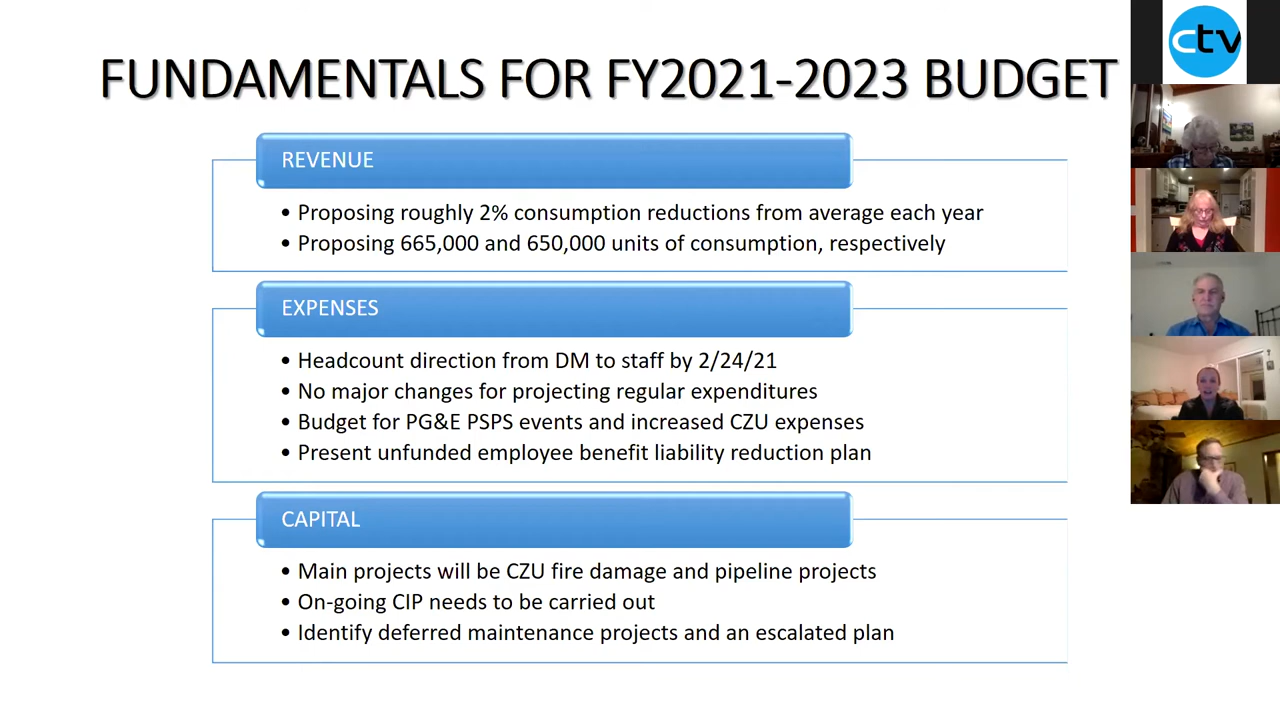 FUNDAMENTALS FOR FY2021-2023 BUDGET
ctv
REVENUE
• Proposing roughly 2% consumption reductions from average each year
• Proposing 665,000 and 650,000 units of consumption, respectively
EXPENSES
• Headcount direction from DM to staff by 2/24/21
• No major changes for projecting regular expenditures
• Budget for PG&E PSPS events and increased CZU expenses
• Present unfunded employee benefit liability reduction plan
CAPITAL
• Main projects will be CZU fire damage and pipeline projects
• On-going CIP needs to be carried out
• Identify deferred maintenance projects and an escalated plan